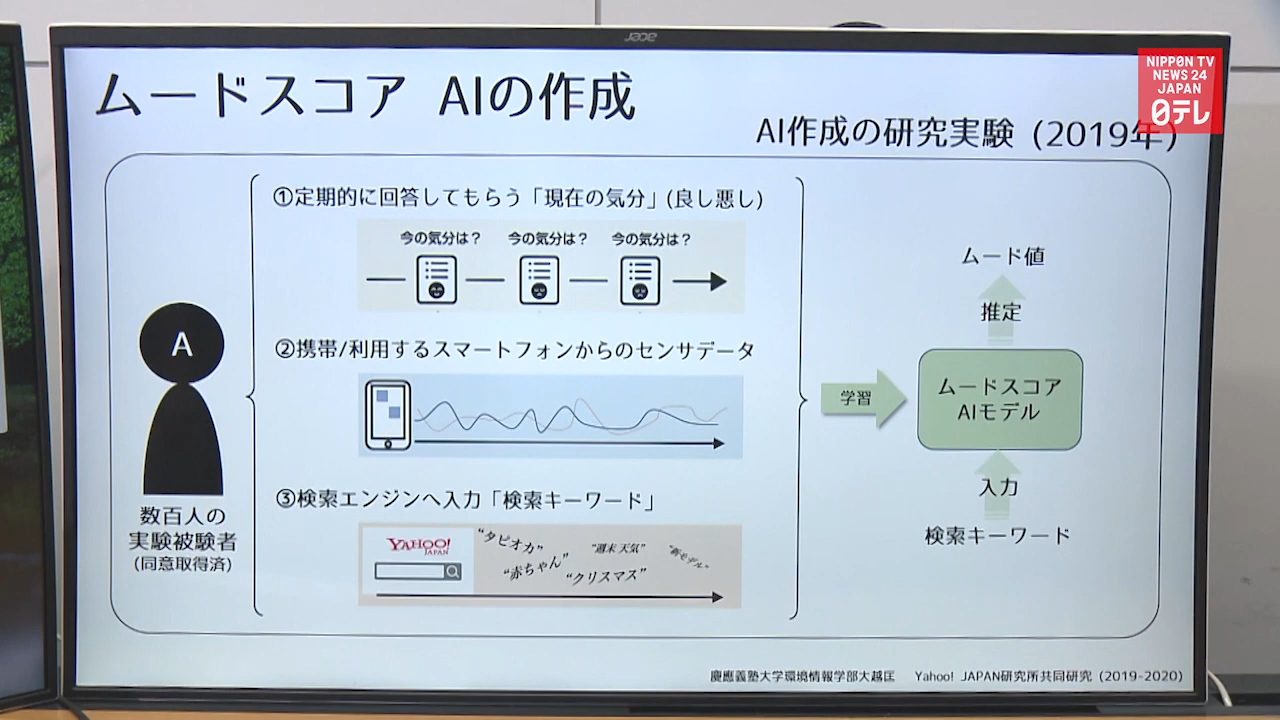 acer
NIPPON TV
NEWS 24
JAPAN
日テレ
ムードスコア AIの作成
AI作成の研究実験 (2019年)
①定期的に回答してもらう「現在の気分」(良し悪し)
今の気分は? 今の気分は? 今の気分は?
②携帯/利用するスマートフォンからのセンサデータ
③検索エンジンへ入力「検索キーワード」
YAHOO!
JAPAN
“タピオカ”
“赤ちゃん”
“週末 天気”
“クリスマス”
“新モデル”
A
数百人の
実験被験者
(同意取得済)
学習
ムード値
推定
ムードスコア
AIモデル
入力
検索キーワード
慶應義塾大学環境情報学部大越匡 Yahoo! JAPAN研究所共同研究 (2019-2020)